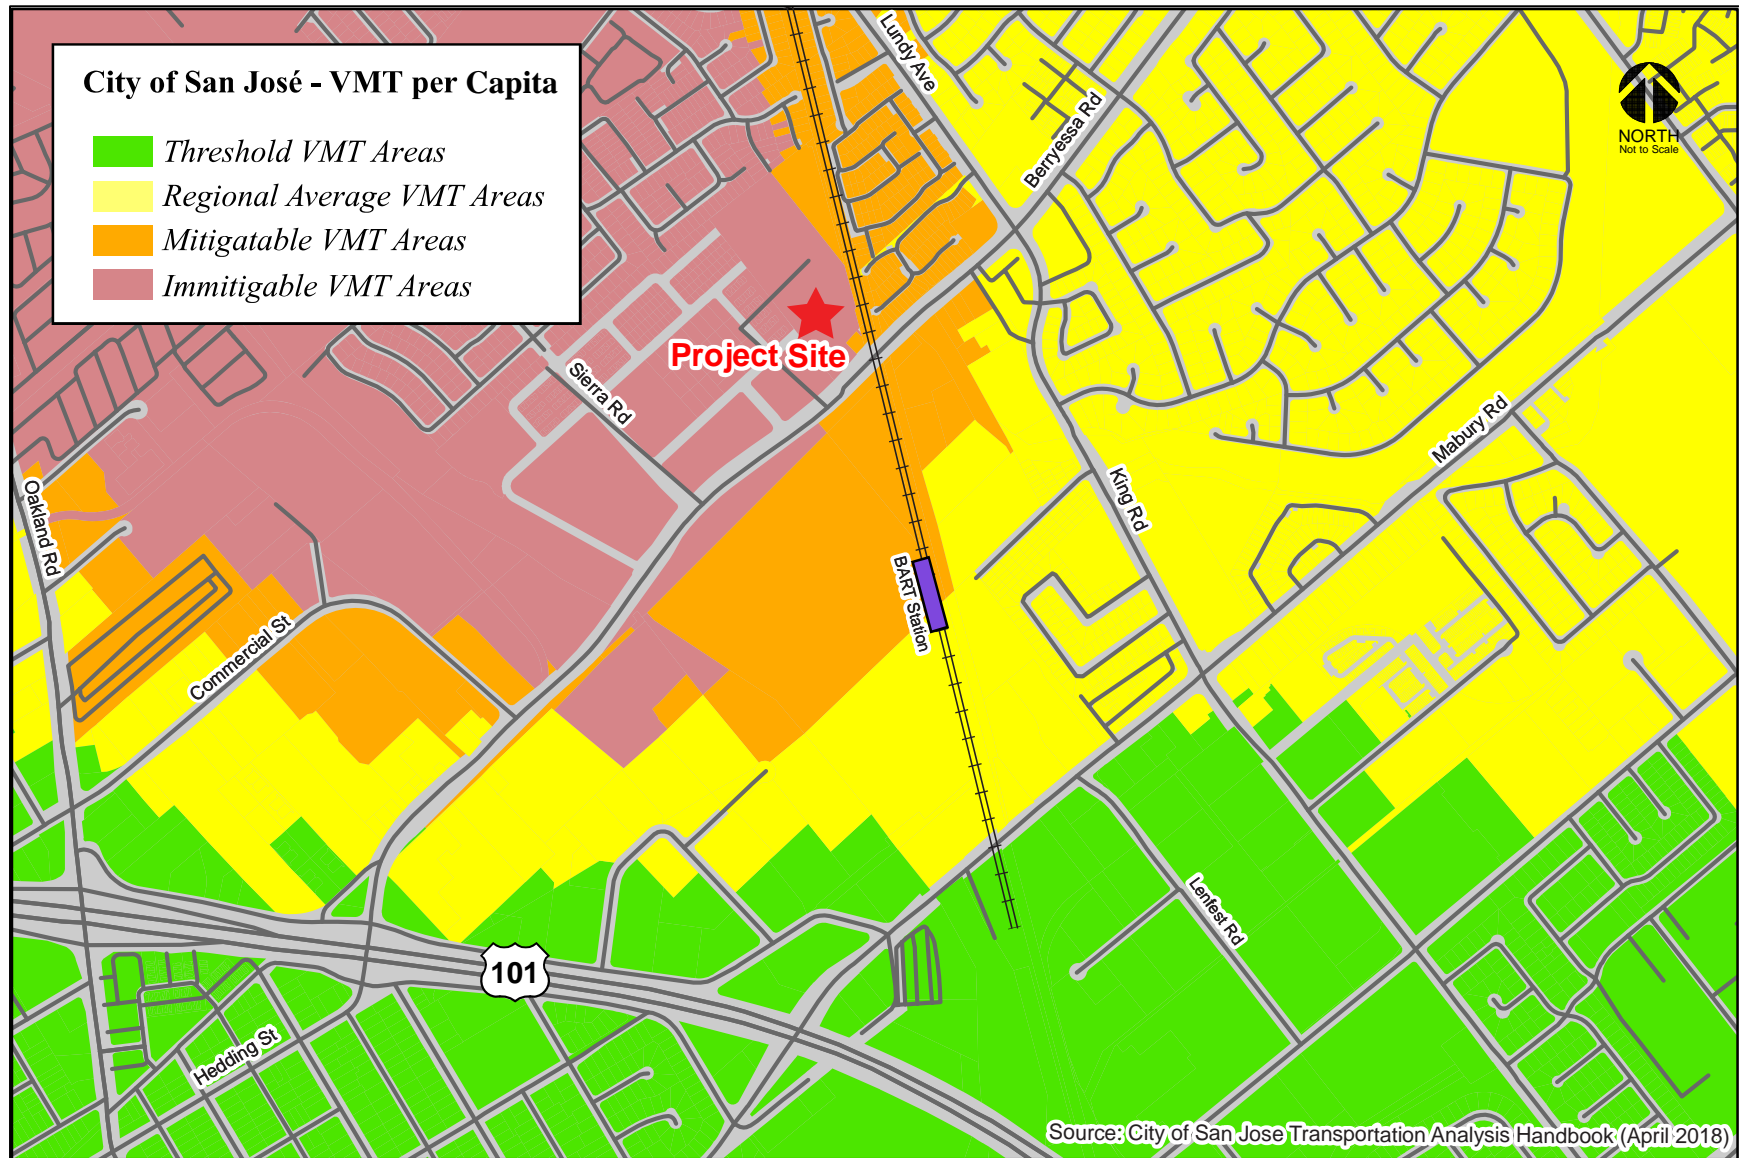 City of San José - VMT per Capita
Threshold VMT Areas
Regional Average VMT Areas
Mitigatable VMT Areas
Immitigable VMT Areas
Lundy Ave
Berryessa Rd
NORTH
Not to Scale
Project Site
Sierra Rd
Mabury Rd
King Rd
Oakland Rd
BART Station
Commercial St
Lenfest Rd
101
Hedding St
Source: City of San Jose Transportation Analysis Handbook (April 2018)